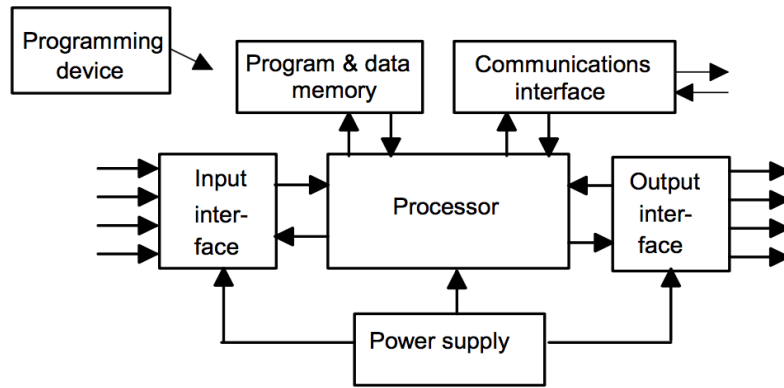 Programming
device
Program & data
memory
Communications
interface
Input
inter-
face
Processor
Output
inter-
face
Power supply